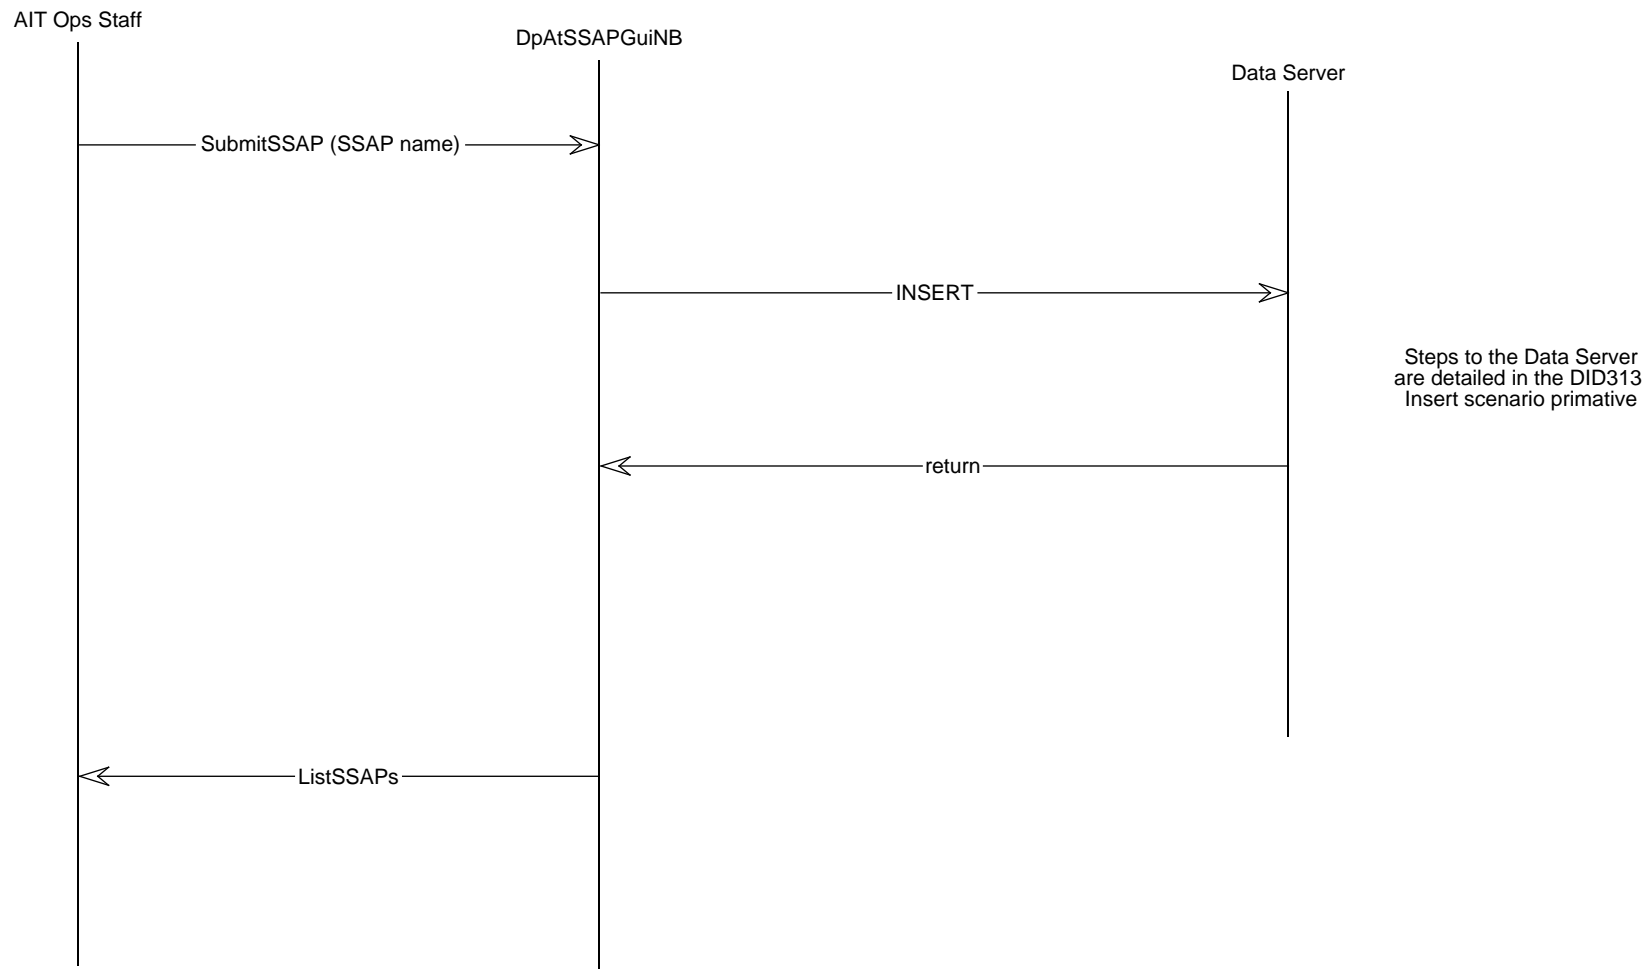 AIT Ops Staff
DpAtSSAPGuiNB
Data Server
SubmitSSAP (SSAP name)
INSERT
Steps to the Data Server
are detailed in the DID313
Insert scenario primative
return
ListSSAPs